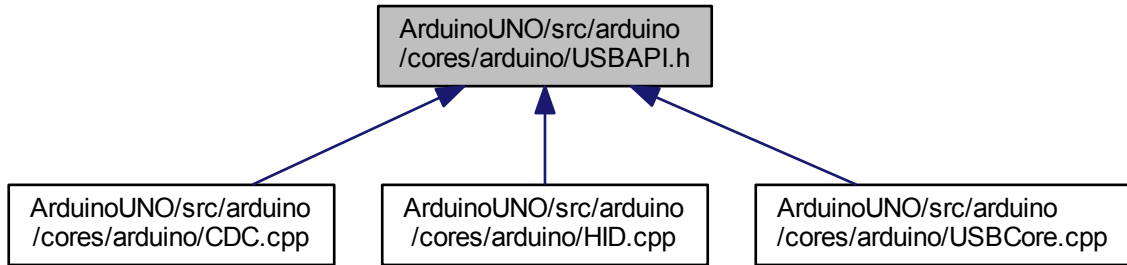 ArduinoUNO/src/arduino
/cores/arduino/USBAPI.h
ArduinoUNO/src/arduino
/cores/arduino/CDC.cpp
ArduinoUNO/src/arduino
/cores/arduino/HID.cpp
ArduinoUNO/src/arduino
/cores/arduino/USBCore.cpp